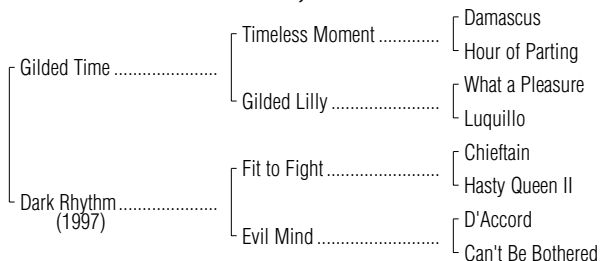 Damascus
Timeless Moment .............
Hour of Parting
Gilded Time ......................
What a Pleasure
Gilded Lilly .......................
Luquillo
Chieftain
Fit to Fight ........................
Hasty Queen II
Dark Rhythm .....................
(1997)
D'Accord
Evil Mind ..........................
Can't Be Bothered